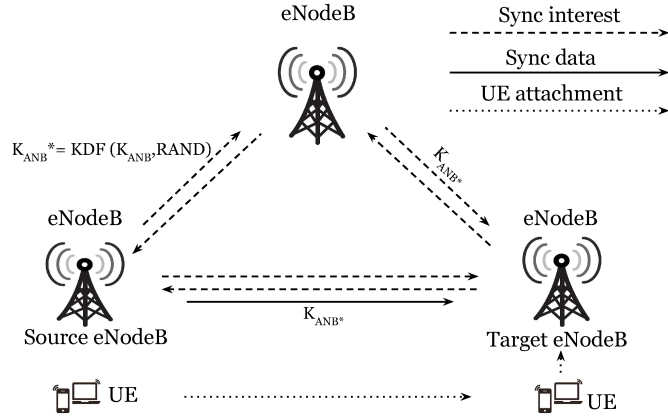 eNodeB
Sync interest
Sync data
UE attachment
K_ANB*= KDF (K_ANB,RAND)
K_ANB*
eNodeB
eNodeB
K_ANB*
Source eNodeB
Target eNodeB
UE
UE